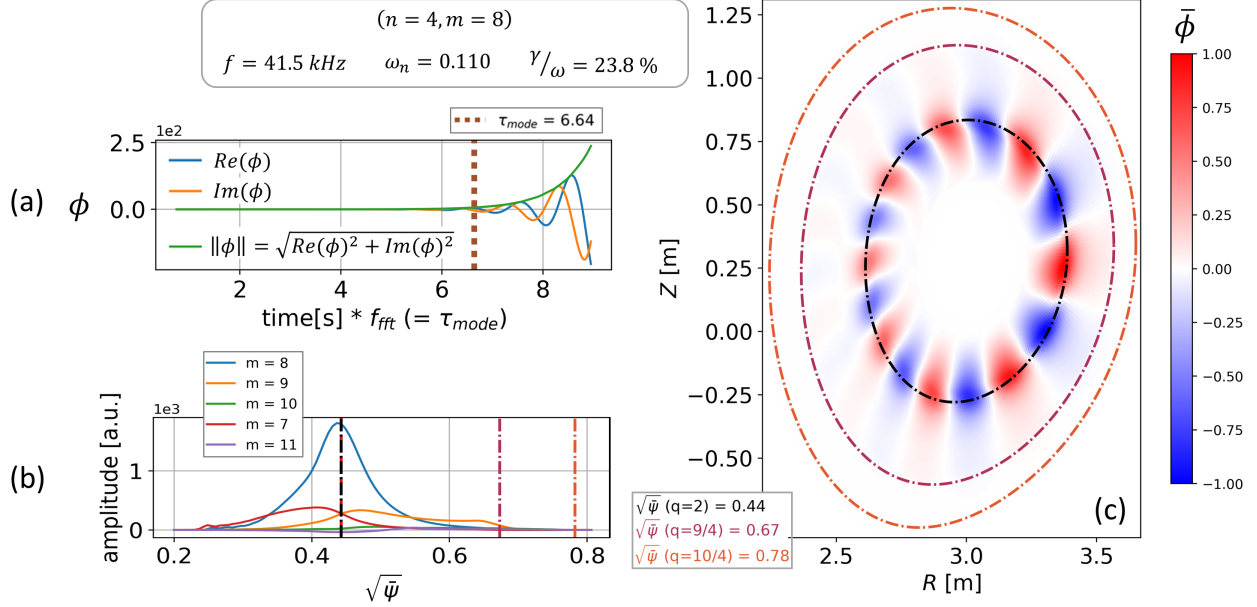 (n = 4, m = 8)
f = 41.5 kHz   ω_n = 0.110   γ/ω = 23.8 %
(a)
1e2
τ_mode = 6.64
2.5
0.0
ϕ
Re(ϕ)
Im(ϕ)
‖ϕ‖ = √(Re(ϕ)² + Im(ϕ)²)
2 4 6 8
time[s] * f_fft (= τ_mode)
(b)
1e3
m = 8
m = 9
m = 10
m = 7
m = 11
amplitude [a.u.]
1
0
0.2 0.4 0.6 0.8
√ψ̄
√ψ̄ (q=2) = 0.44
√ψ̄ (q=9/4) = 0.67
√ψ̄ (q=10/4) = 0.78
(c)
Z [m]
1.25
1.00
0.75
0.50
0.25
0.00
−0.25
−0.50
2.5 3.0 3.5
R [m]
ϕ̄
1.00
0.75
0.50
0.25
0.00
−0.25
−0.50
−0.75
−1.00